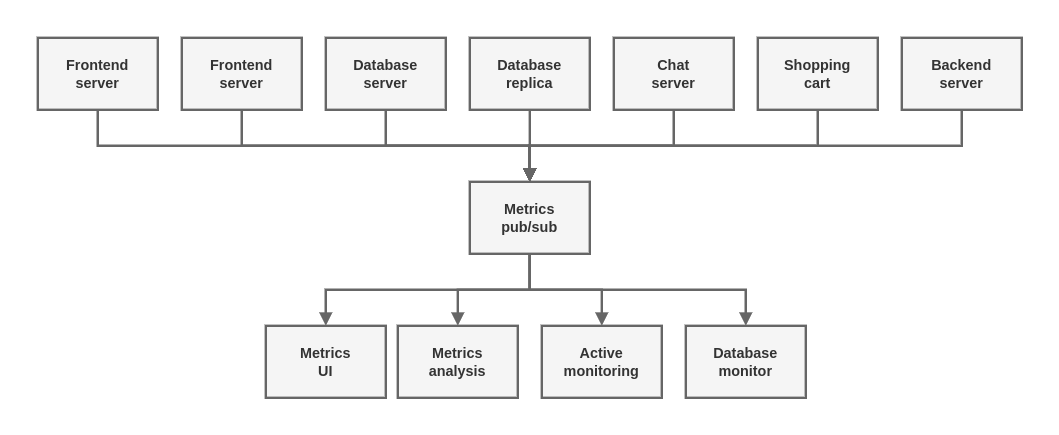 Frontend
server
Frontend
server
Database
server
Database
replica
Chat
server
Shopping
cart
Backend
server
Metrics
pub/sub
Metrics
UI
Metrics
analysis
Active
monitoring
Database
monitor